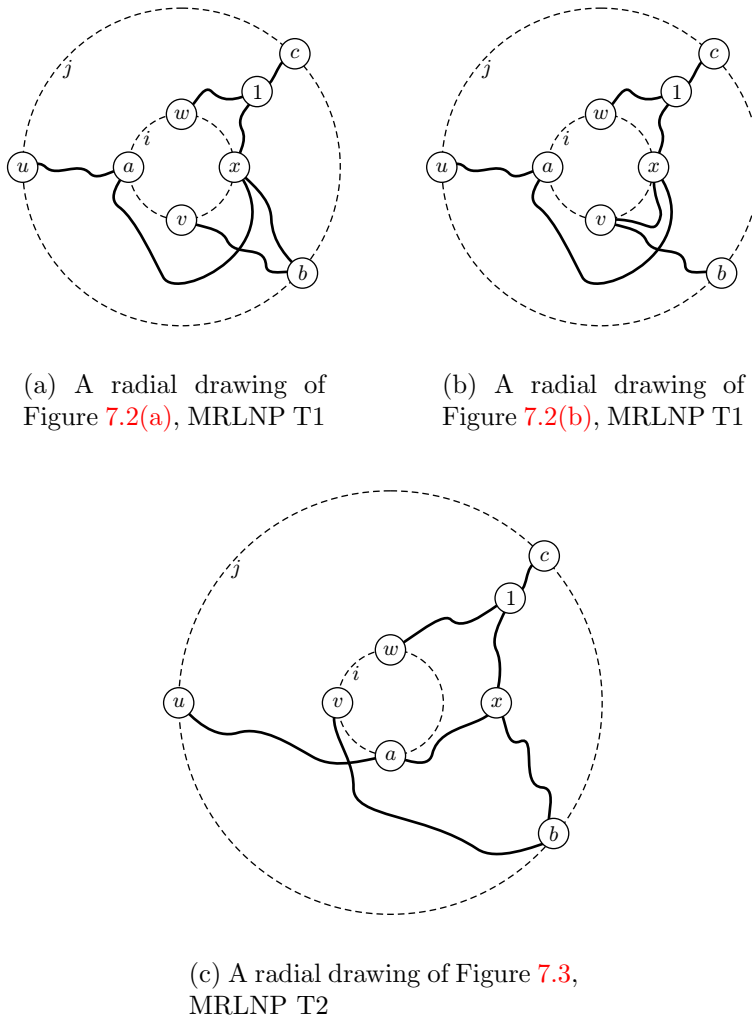 c
j
1
w
i
u
a
x
v
b
c
j
1
w
i
u
a
x
v
b
(a) A radial drawing of
Figure 7.2(a), MRLNP T1
(b) A radial drawing of
Figure 7.2(b), MRLNP T1
c
j
1
w
i
u
v
x
a
b
(c) A radial drawing of Figure 7.3,
MRLNP T2